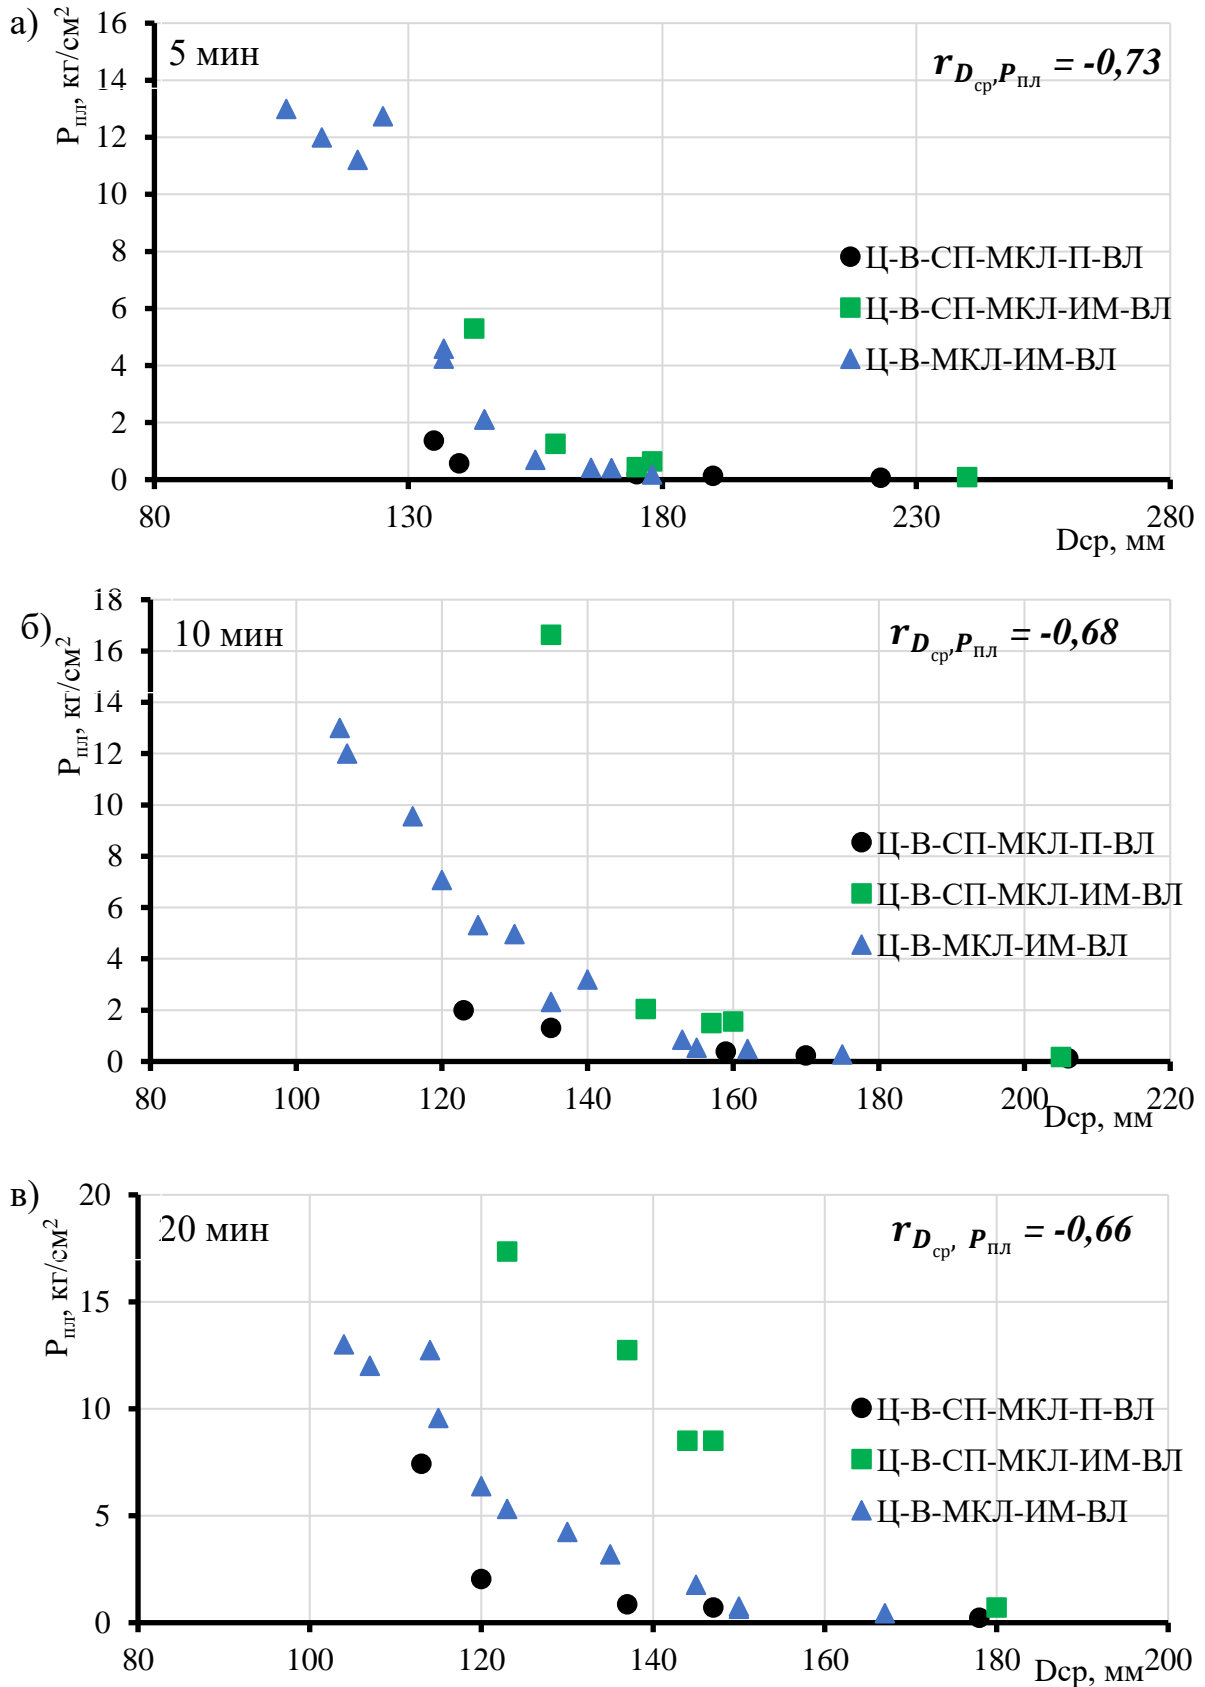 а)
P_пл, кг/см²
5 мин
r_{D_ср, P_пл} = -0,73
16
14
12
10
8
6
4
2
0
Ц-В-СП-МКЛ-П-ВЛ
Ц-В-СП-МКЛ-ИМ-ВЛ
Ц-В-МКЛ-ИМ-ВЛ
80 130 180 230 280
Dср, мм
б)
P_пл, кг/см²
10 мин
r_{D_ср, P_пл} = -0,68
18
16
14
12
10
8
6
4
2
0
Ц-В-СП-МКЛ-П-ВЛ
Ц-В-СП-МКЛ-ИМ-ВЛ
Ц-В-МКЛ-ИМ-ВЛ
80 100 120 140 160 180 200 220
Dср, мм
в)
P_пл, кг/см²
20 мин
r_{D_ср, P_пл} = -0,66
20
15
10
5
0
Ц-В-СП-МКЛ-П-ВЛ
Ц-В-СП-МКЛ-ИМ-ВЛ
Ц-В-МКЛ-ИМ-ВЛ
80 100 120 140 160 180 200
Dср, мм